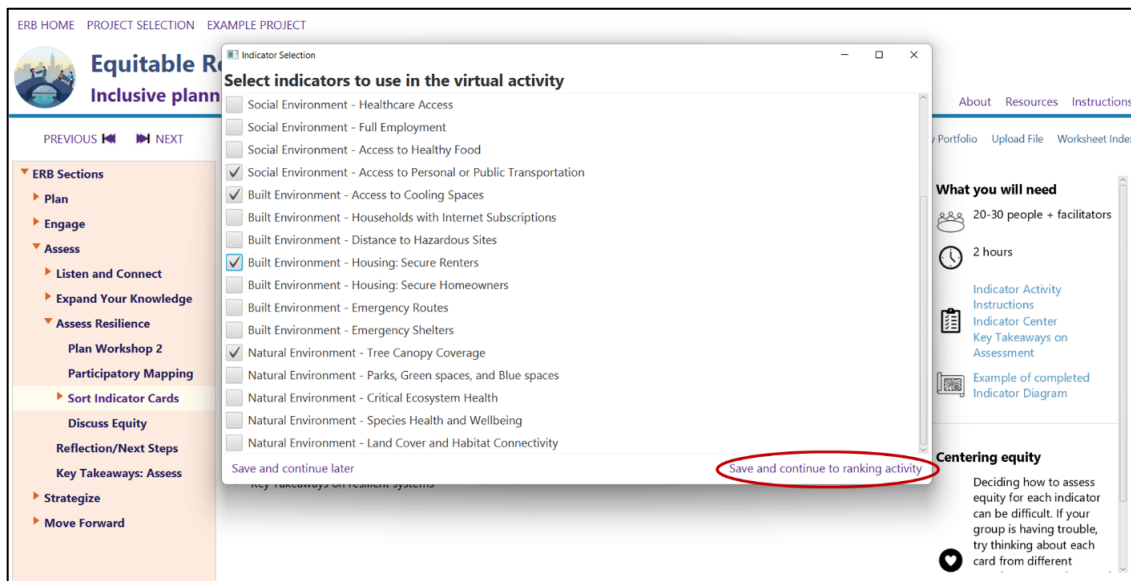 ERB HOME PROJECT SELECTION EXAMPLE PROJECT
Equitable R
Inclusive plann
About Resources Instructions
PREVIOUS NEXT
Portfolio Upload File Worksheet Index
ERB Sections
Plan
Engage
Assess
Listen and Connect
Expand Your Knowledge
Assess Resilience
Plan Workshop 2
Participatory Mapping
Sort Indicator Cards
Discuss Equity
Reflection/Next Steps
Key Takeaways: Assess
Strategize
Move Forward
Indicator Selection
Select indicators to use in the virtual activity
Social Environment - Healthcare Access
Social Environment - Full Employment
Social Environment - Access to Healthy Food
Social Environment - Access to Personal or Public Transportation
Built Environment - Access to Cooling Spaces
Built Environment - Households with Internet Subscriptions
Built Environment - Distance to Hazardous Sites
Built Environment - Housing: Secure Renters
Built Environment - Housing: Secure Homeowners
Built Environment - Emergency Routes
Built Environment - Emergency Shelters
Natural Environment - Tree Canopy Coverage
Natural Environment - Parks, Green spaces, and Blue spaces
Natural Environment - Critical Ecosystem Health
Natural Environment - Species Health and Wellbeing
Natural Environment - Land Cover and Habitat Connectivity
Save and continue later
Save and continue to ranking activity
Key Takeaways on resilient systems
What you will need
20-30 people + facilitators
2 hours
Indicator Activity
Instructions
Indicator Center
Key Takeaways on
Assessment
Example of completed
Indicator Diagram
Centering equity
Deciding how to assess
equity for each indicator
can be difficult. If your
group is having trouble,
try thinking about each
card from different